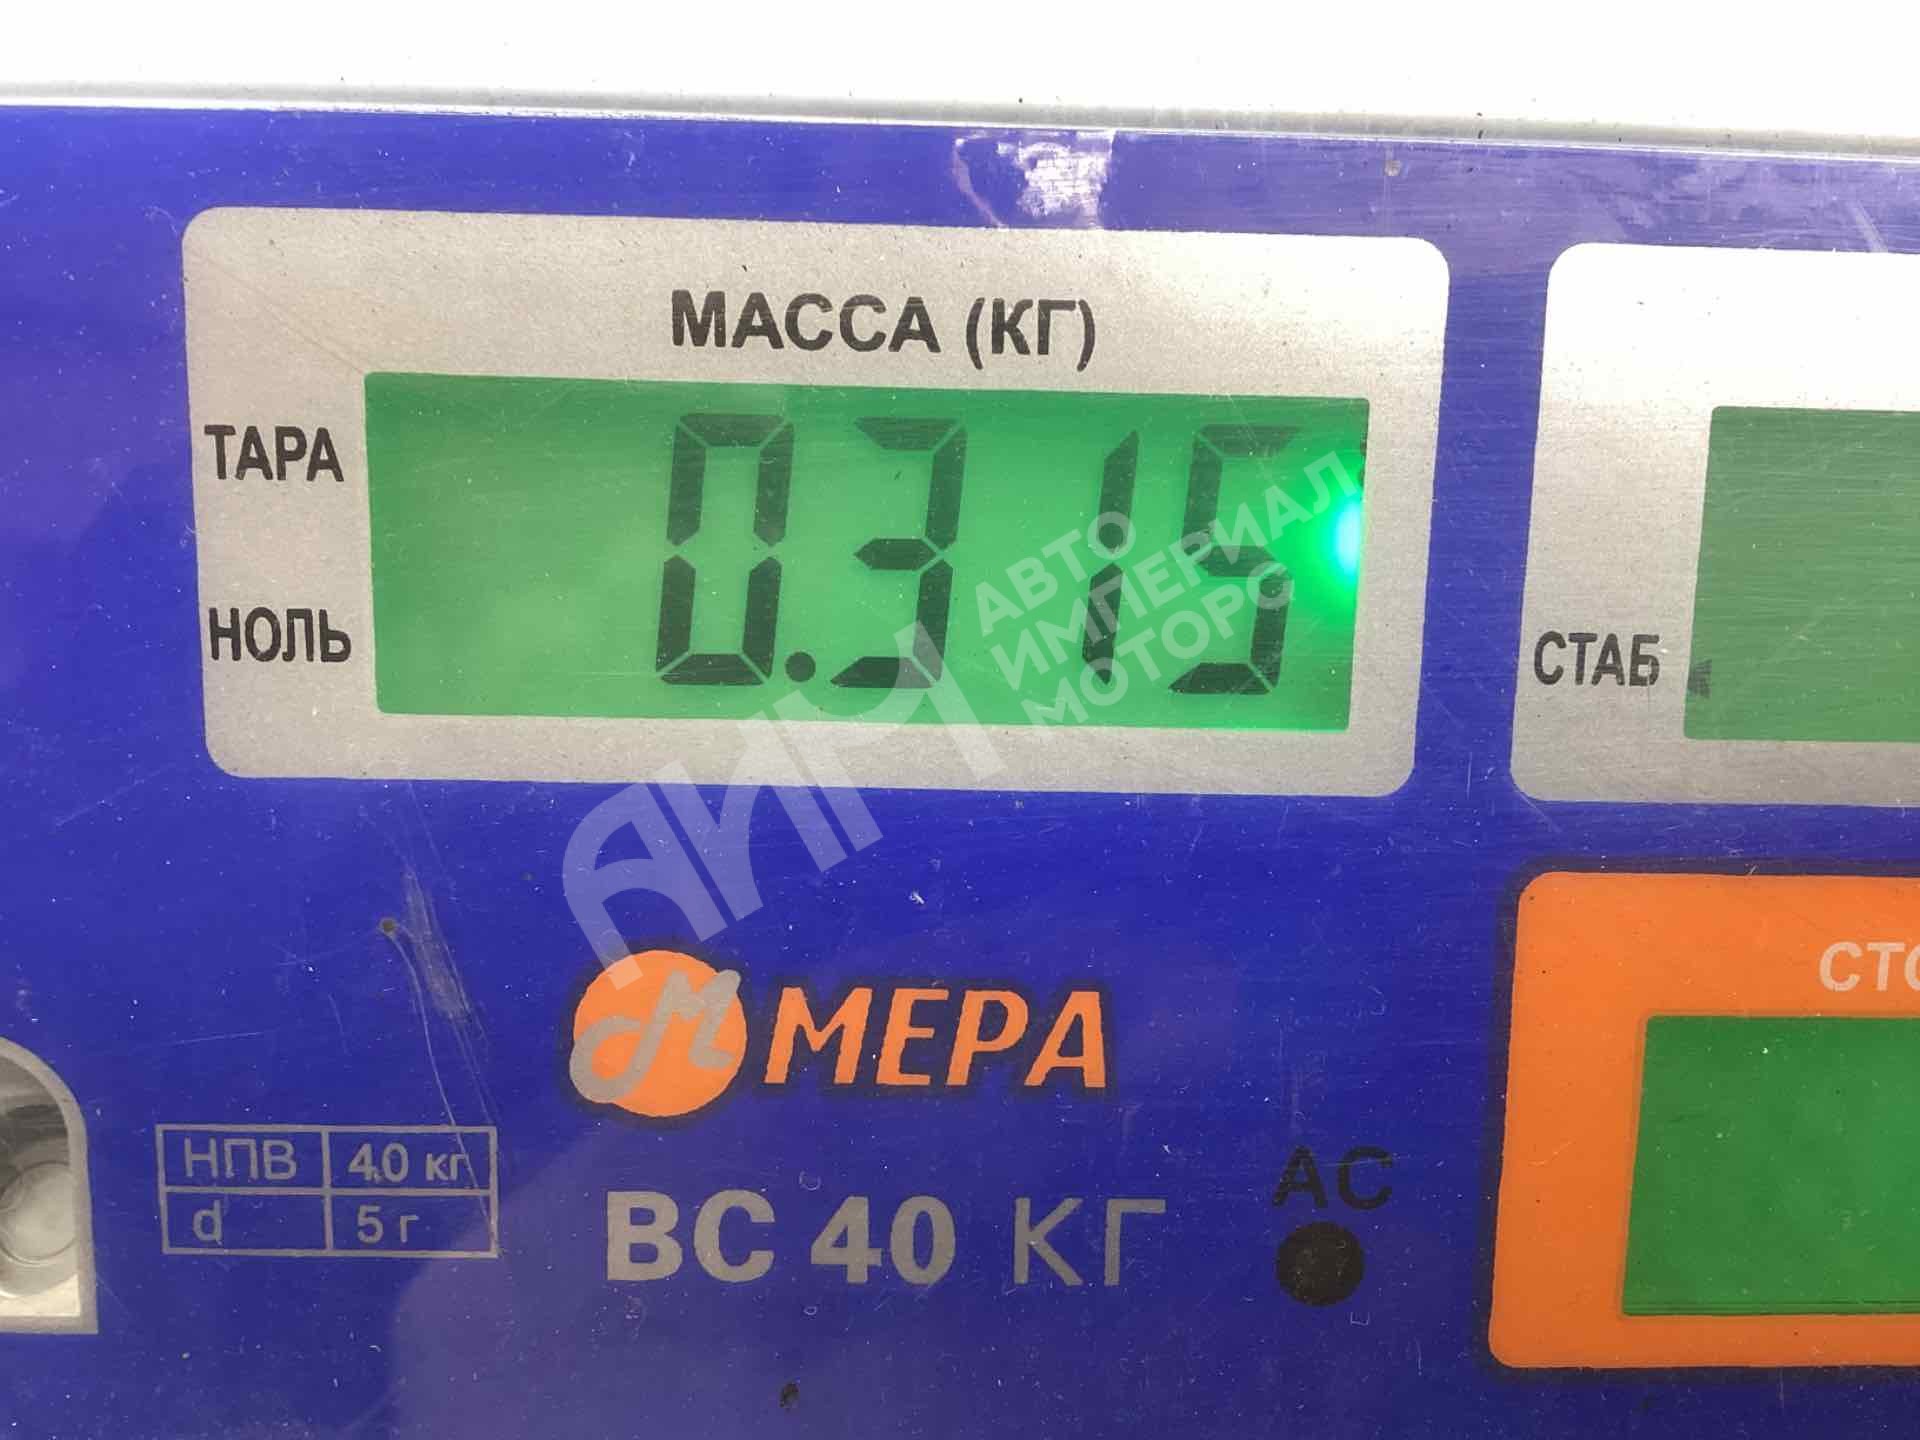 МАССА (КГ)
ТАРА
0.315
НОЛЬ
СТАБ
АИМ
АВТО
ИМПЕРИАЛ
МОТОРС
М МЕРА
НПВ 40 кг
d 5 г
ВС 40 КГ
АС